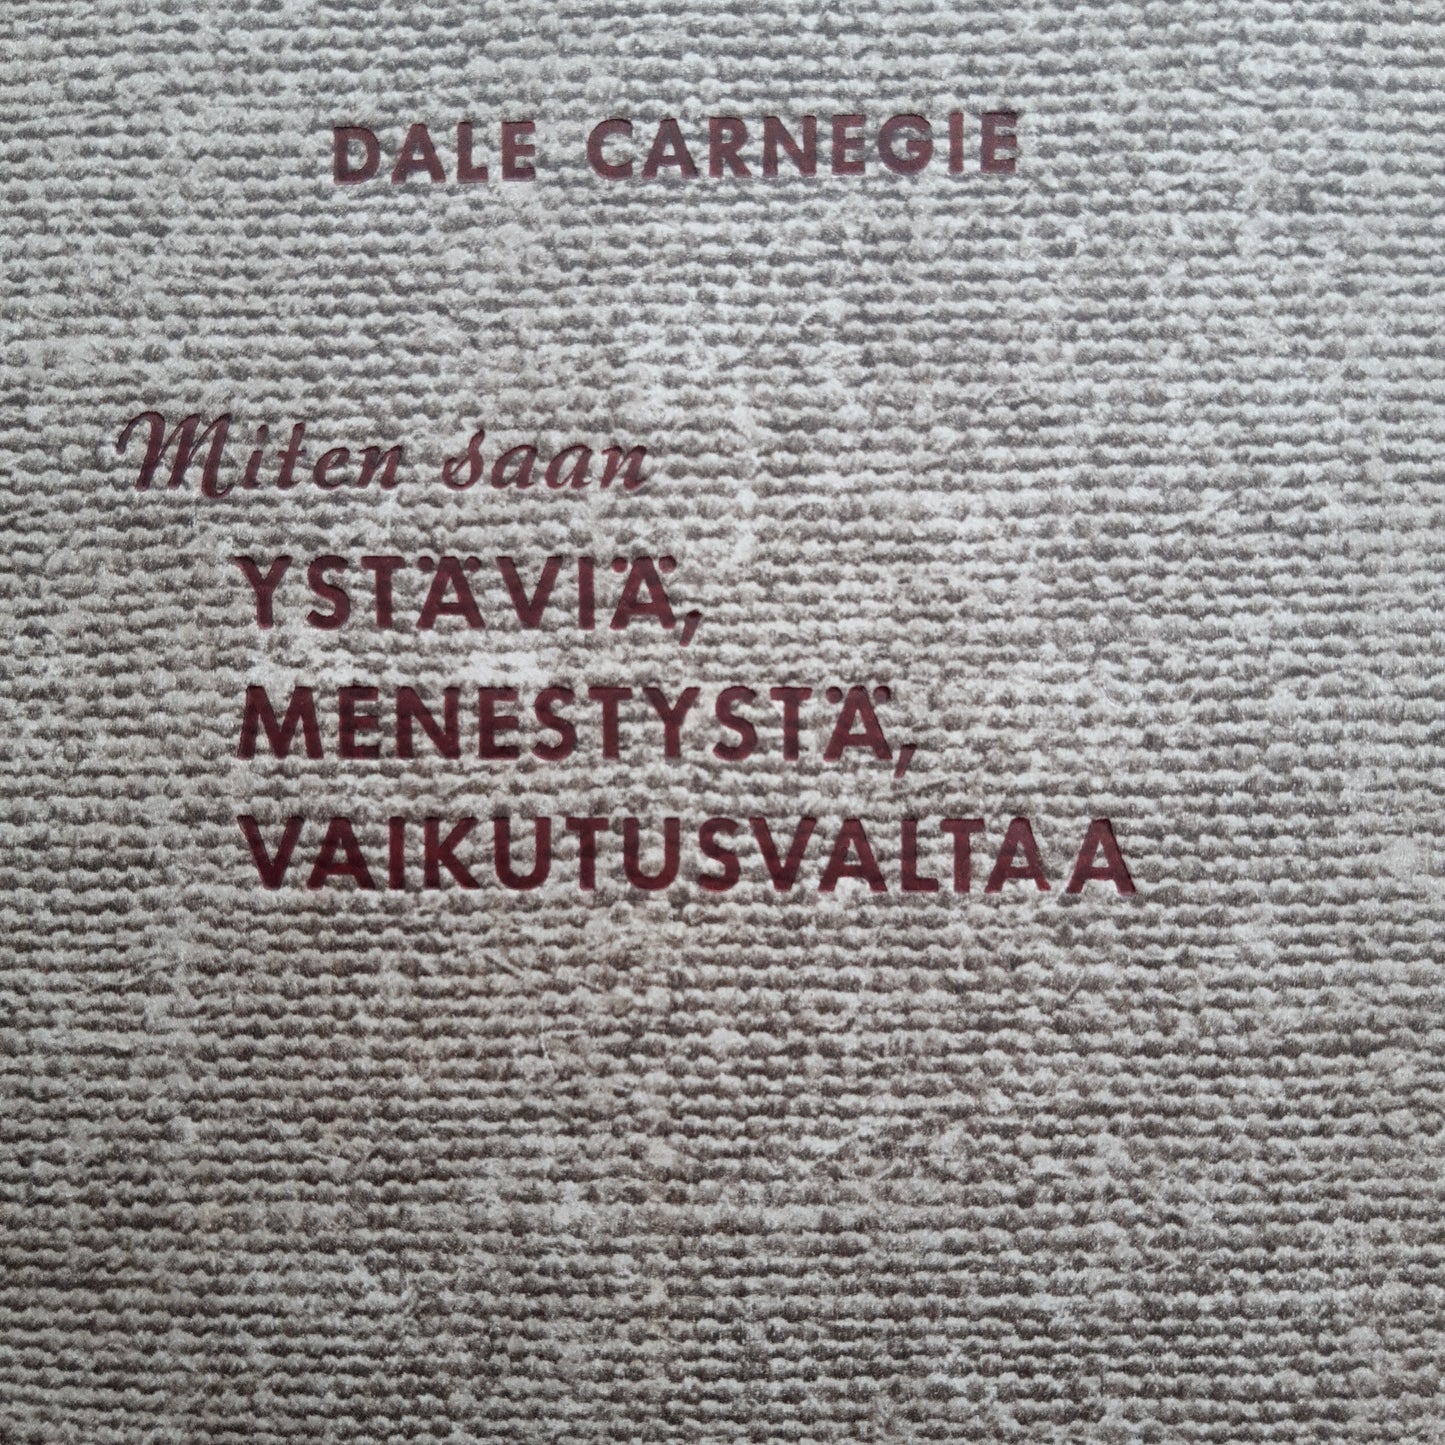 DALE CARNEGIE
Miten saan
YSTÄVIÄ,
MENESTYSTÄ,
VAIKUTUSVALTAA